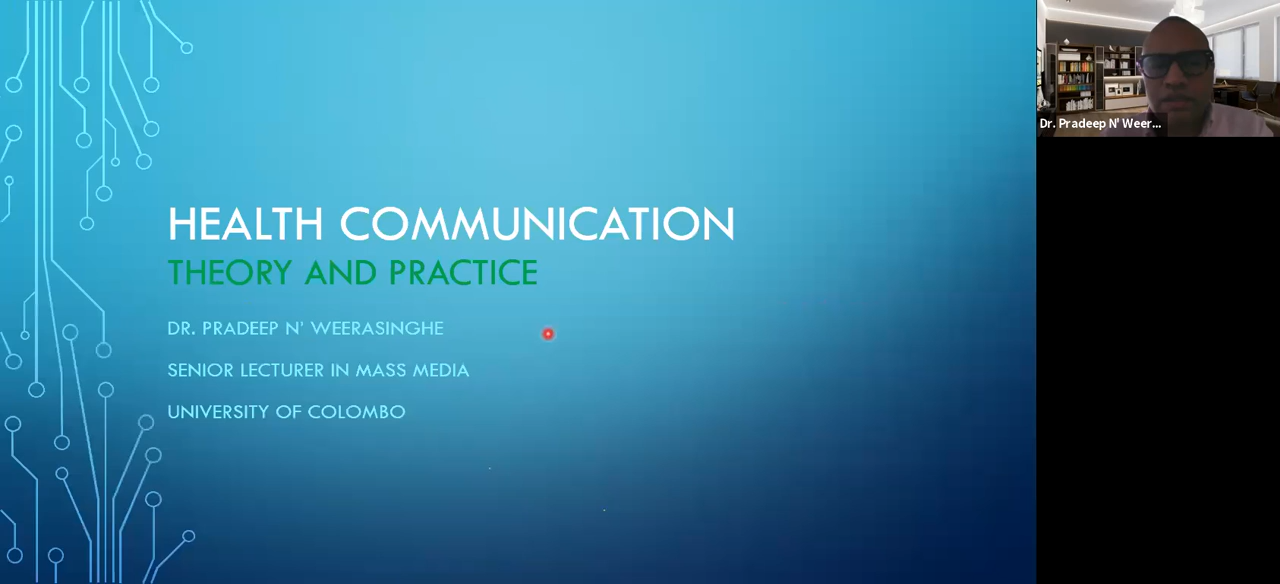 HEALTH COMMUNICATION
THEORY AND PRACTICE
DR. PRADEEP N' WEERASINGHE
SENIOR LECTURER IN MASS MEDIA
UNIVERSITY OF COLOMBO
Dr. Pradeep N' Weer...